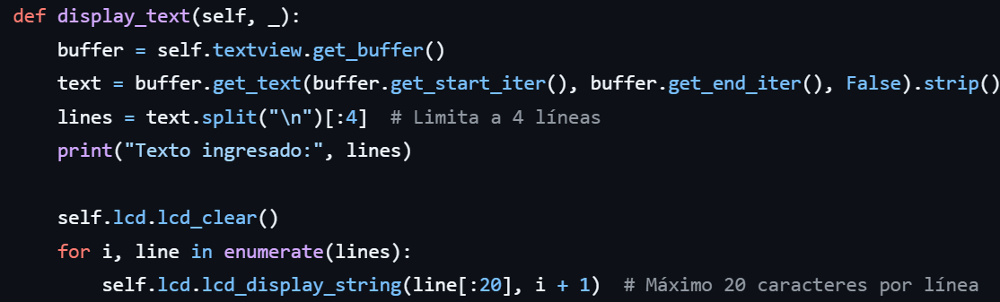 def display_text(self, _):
    buffer = self.textview.get_buffer()
    text = buffer.get_text(buffer.get_start_iter(), buffer.get_end_iter(), False).strip()
    lines = text.split("\n")[:4]  # Limita a 4 líneas
    print("Texto ingresado:", lines)

    self.lcd.lcd_clear()
    for i, line in enumerate(lines):
        self.lcd.lcd_display_string(line[:20], i + 1)  # Máximo 20 caracteres por línea